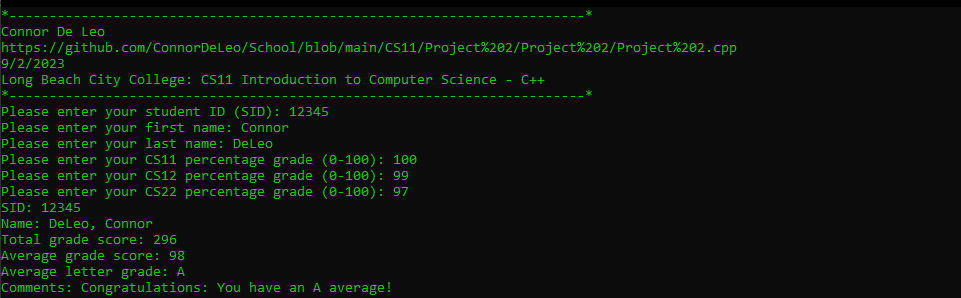 *------------------------------------------------------------------------*
Connor De Leo
https://github.com/ConnorDeLeo/School/blob/main/CS11/Project%202/Project%202/Project%202.cpp
9/2/2023
Long Beach City College: CS11 Introduction to Computer Science - C++
*------------------------------------------------------------------------*
Please enter your student ID (SID): 12345
Please enter your first name: Connor
Please enter your last name: DeLeo
Please enter your CS11 percentage grade (0-100): 100
Please enter your CS12 percentage grade (0-100): 99
Please enter your CS22 percentage grade (0-100): 97
SID: 12345
Name: DeLeo, Connor
Total grade score: 296
Average grade score: 98
Average letter grade: A
Comments: Congratulations: You have an A average!